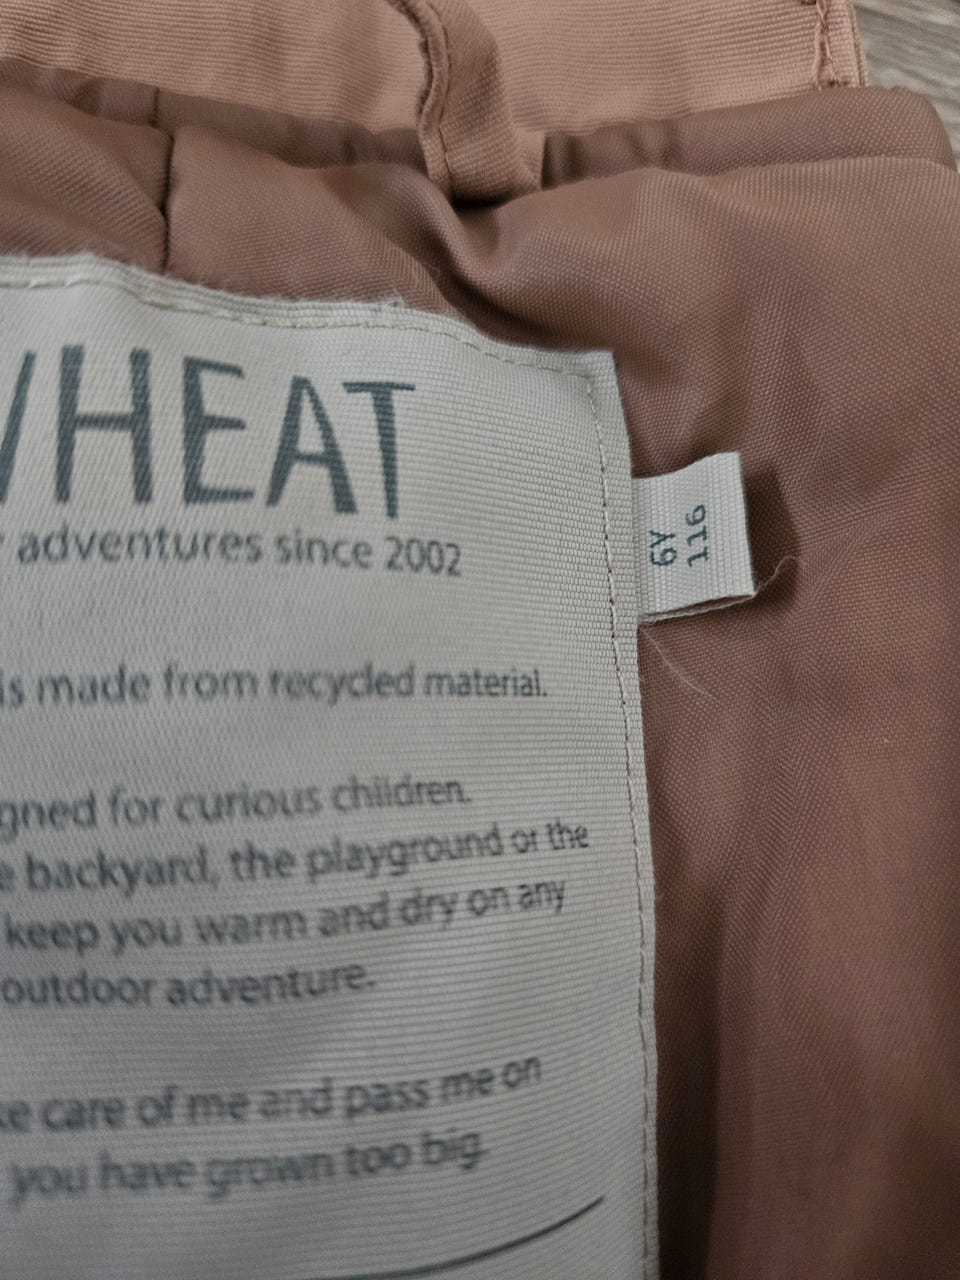 WHEAT
adventures since 2002
is made from recycled material.
gned for curious children.
e backyard, the playground or the
keep you warm and dry on any
outdoor adventure.
ke care of me and pass me on
you have grown too big.
6Y
116